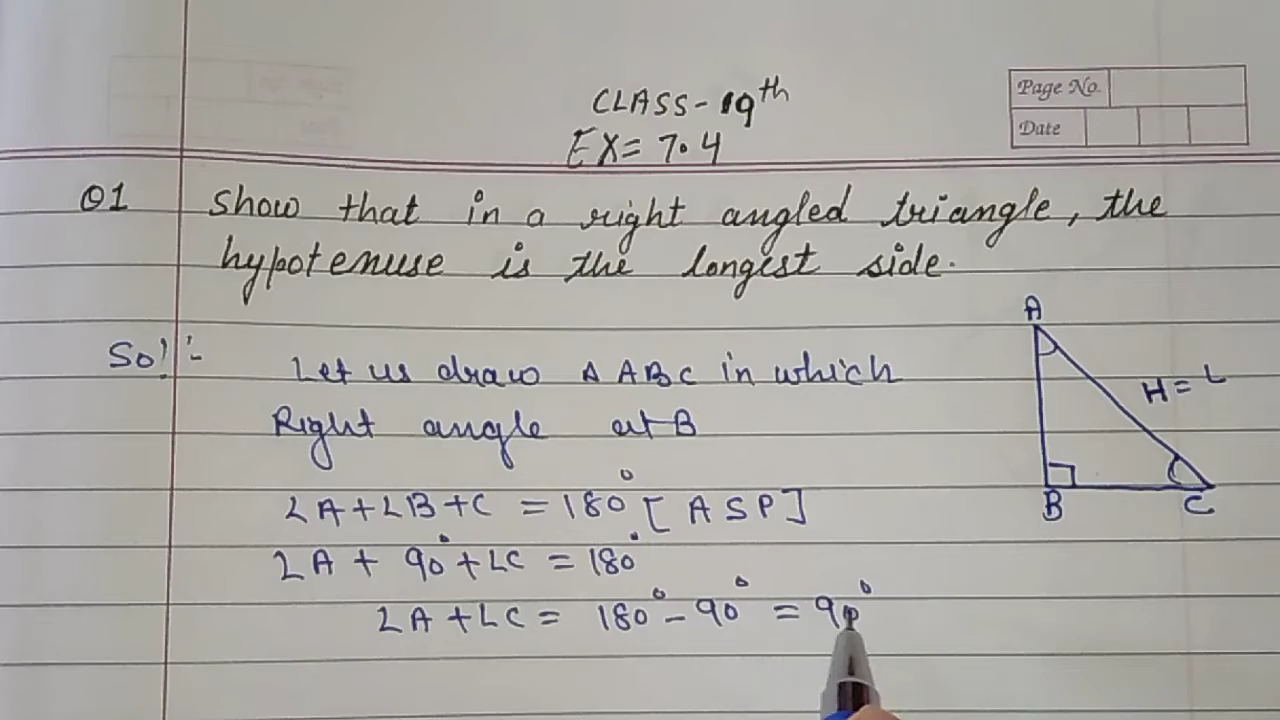 CLASS - 9th
EX = 7.4
Page No.
Date
Q1 Show that in a right angled triangle, the
hypotenuse is the longest side.
Sol:-
Let us draw Δ ABC in which
Right angle at B
∠A+∠B+C = 180° [ASP]
∠A + 90° + ∠C = 180°
∠A + ∠C = 180° - 90° = 90°
A
H = L
B
C